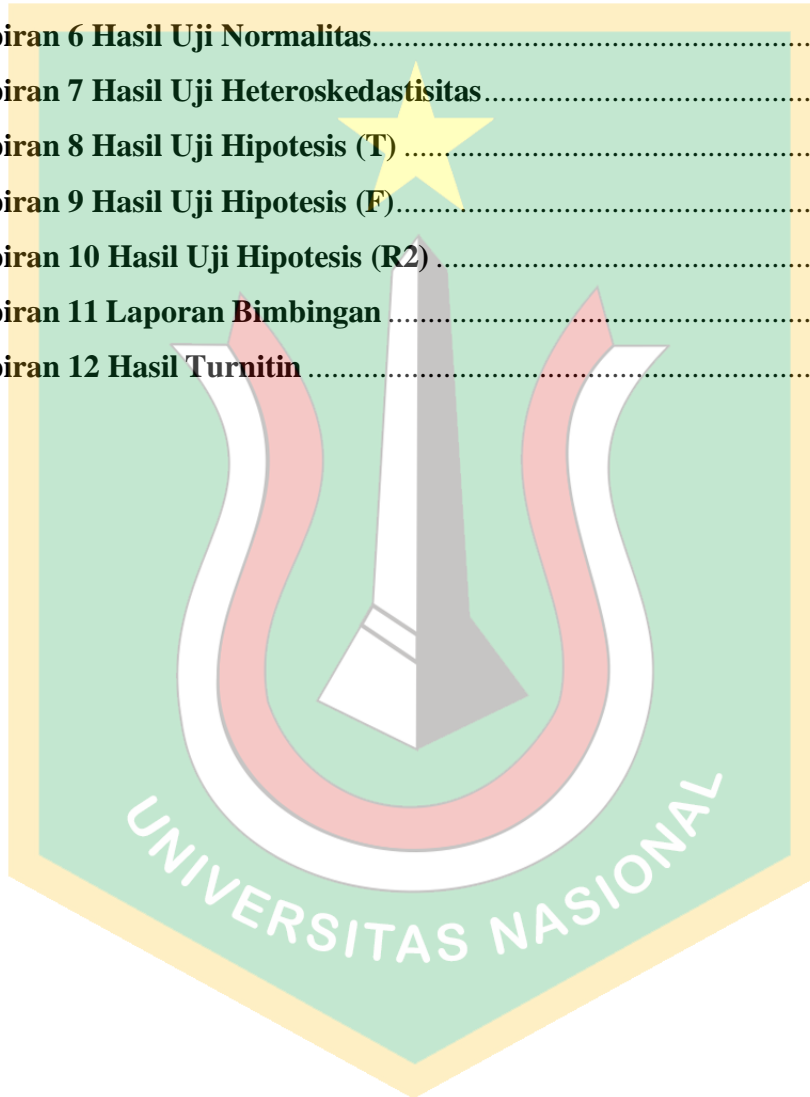 piran 6 Hasil Uji Normalitas..................................................................
piran 7 Hasil Uji Heteroskedastisitas.................................................
piran 8 Hasil Uji Hipotesis (T) .............................................................
piran 9 Hasil Uji Hipotesis (F)..............................................................
piran 10 Hasil Uji Hipotesis (R2) ........................................................
piran 11 Laporan Bimbingan ................................................................
piran 12 Hasil Turnitin ...........................................................................
UNIVERSITAS NASIONAL